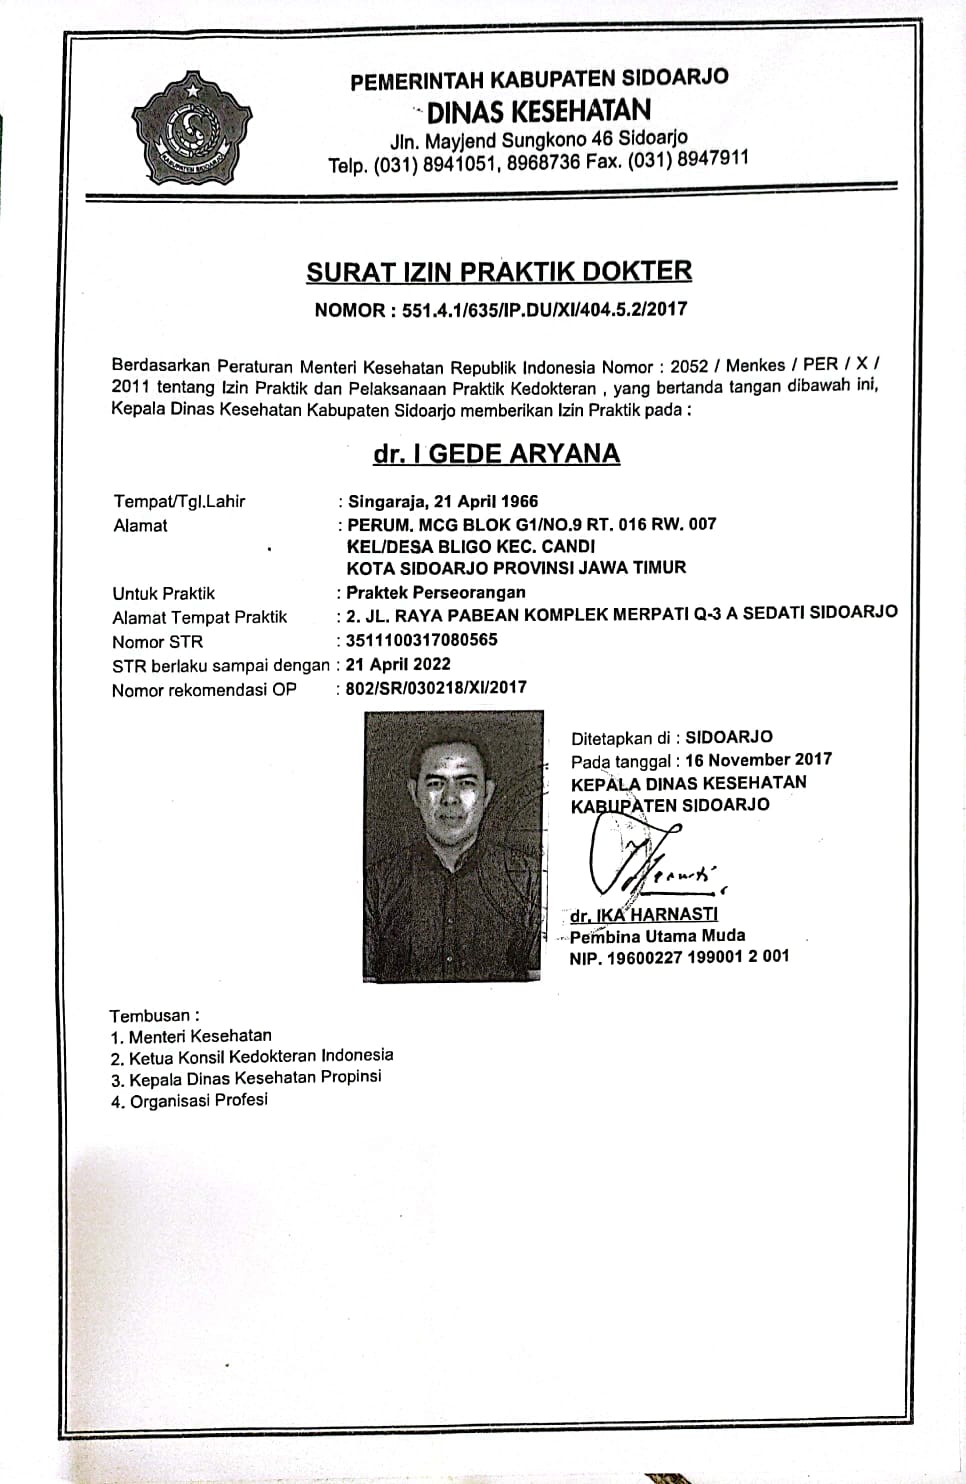 PEMERINTAH KABUPATEN SIDOARJO
DINAS KESEHATAN
Jln. Mayjend Sungkono 46 Sidoarjo
Telp. (031) 8941051, 8968736 Fax. (031) 8947911
KABUPATEN SIDOARJO
SURAT IZIN PRAKTIK DOKTER
NOMOR : 551.4.1/635/IP.DU/XI/404.5.2/2017
Berdasarkan Peraturan Menteri Kesehatan Republik Indonesia Nomor : 2052 / Menkes / PER / X /
2011 tentang Izin Praktik dan Pelaksanaan Praktik Kedokteran , yang bertanda tangan dibawah ini,
Kepala Dinas Kesehatan Kabupaten Sidoarjo memberikan Izin Praktik pada :
dr. I GEDE ARYANA
Tempat/Tgl.Lahir : Singaraja, 21 April 1966
Alamat : PERUM. MCG BLOK G1/NO.9 RT. 016 RW. 007
KEL/DESA BLIGO KEC. CANDI
KOTA SIDOARJO PROVINSI JAWA TIMUR
Untuk Praktik : Praktek Perseorangan
Alamat Tempat Praktik : 2. JL. RAYA PABEAN KOMPLEK MERPATI Q-3 A SEDATI SIDOARJO
Nomor STR : 3511100317080565
STR berlaku sampai dengan : 21 April 2022
Nomor rekomendasi OP : 802/SR/030218/XI/2017
Ditetapkan di : SIDOARJO
Pada tanggal : 16 November 2017
KEPALA DINAS KESEHATAN
KABUPATEN SIDOARJO
dr. IKA HARNASTI
Pembina Utama Muda
NIP. 19600227 199001 2 001
Tembusan :
1. Menteri Kesehatan
2. Ketua Konsil Kedokteran Indonesia
3. Kepala Dinas Kesehatan Propinsi
4. Organisasi Profesi